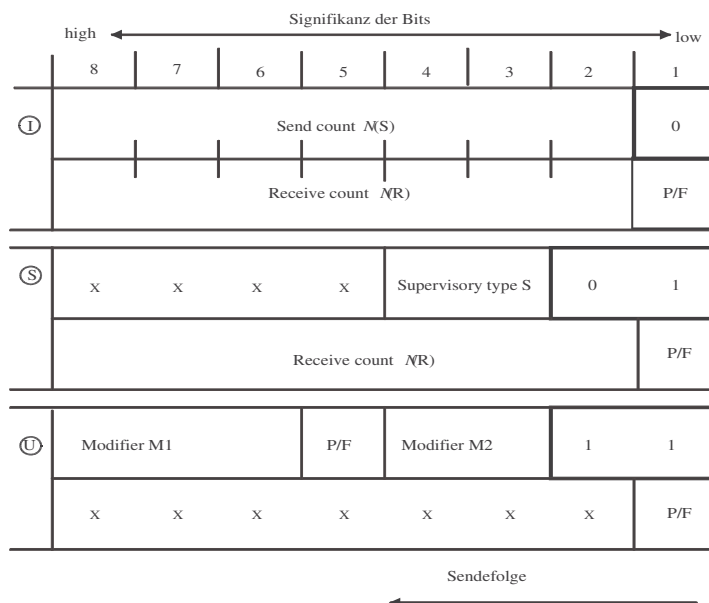 Signifikanz der Bits
high low
8 7 6 5 4 3 2 1
I Send count N(S) 0
Receive count N(R) P/F
S x x x x Supervisory type S 0 1
Receive count N(R) P/F
U Modifier M1 P/F Modifier M2 1 1
x x x x x x x P/F
Sendefolge